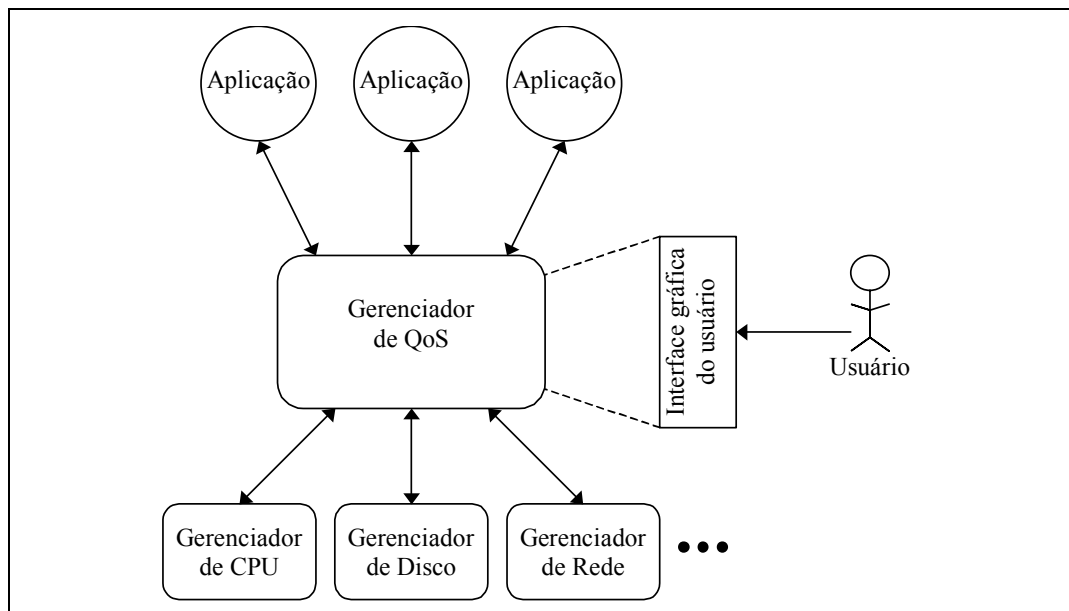 Aplicação
Aplicação
Aplicação
Gerenciador
de QoS
Interface gráfica
do usuário
Usuário
Gerenciador
de CPU
Gerenciador
de Disco
Gerenciador
de Rede